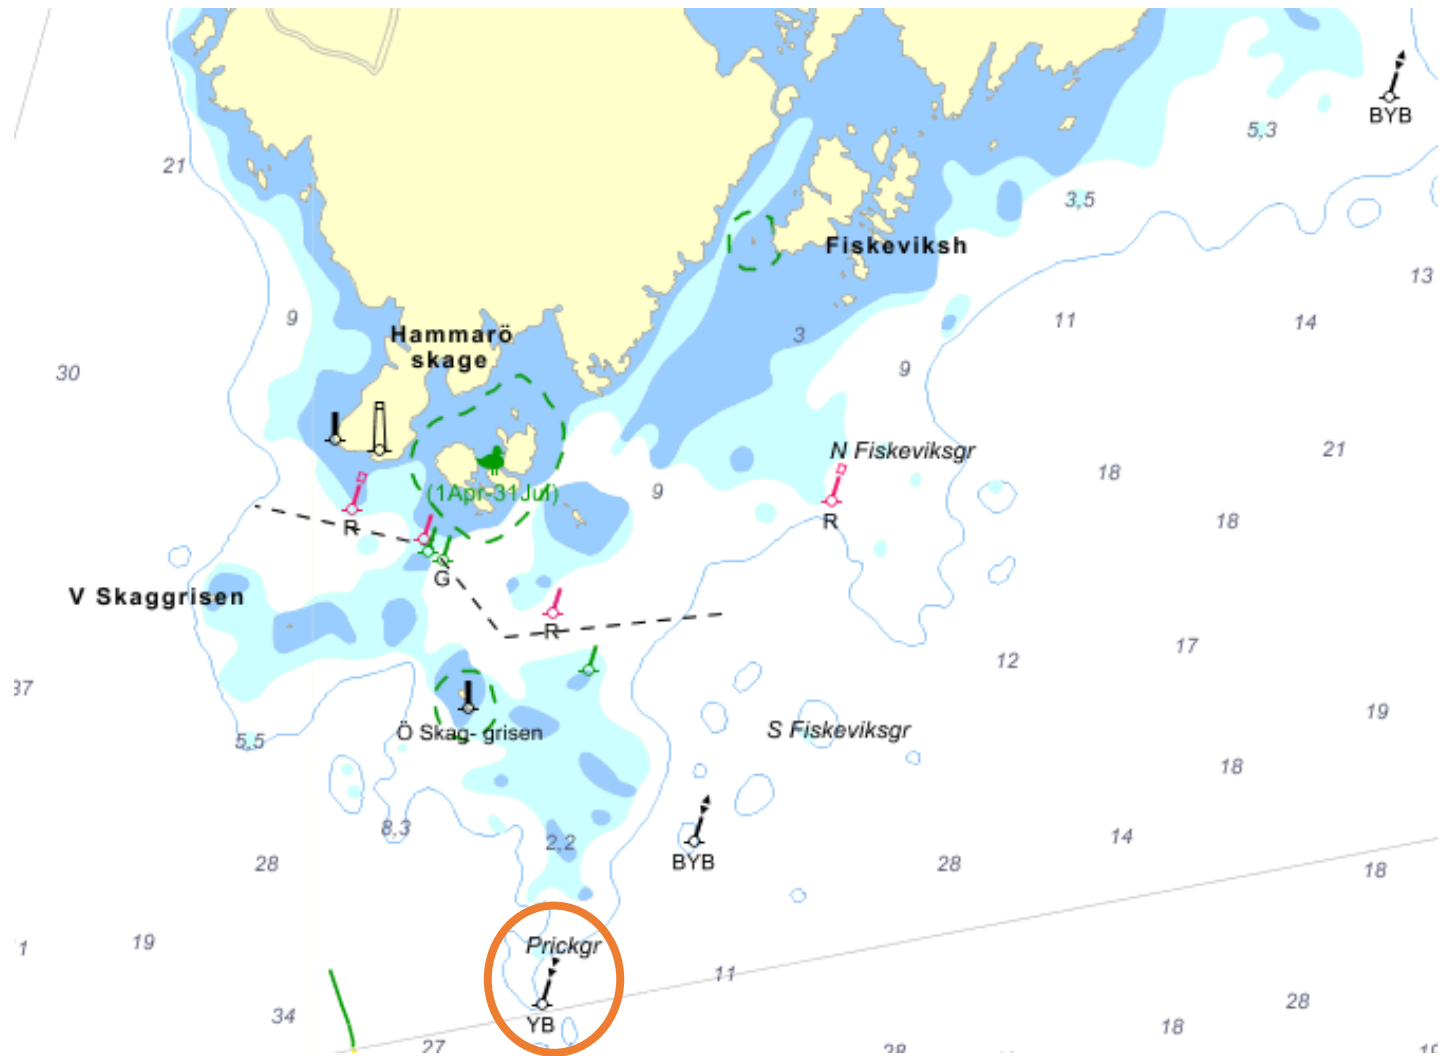 BYB
5,3
21
3,5
Fiskeviksh
13
9
11
14
3
Hammarö
skage
9
30
N Fiskeviksgr
21
18
(1Apr-31Jul)
9
R
R
18
G
V Skaggrisen
R
17
12
37
19
Ö Skag- grisen
S Fiskeviksgr
5,5
18
8,3
2,2
14
BYB
28
28
18
Prickgr
19
1
11
28
34
YB
18
27
28
19